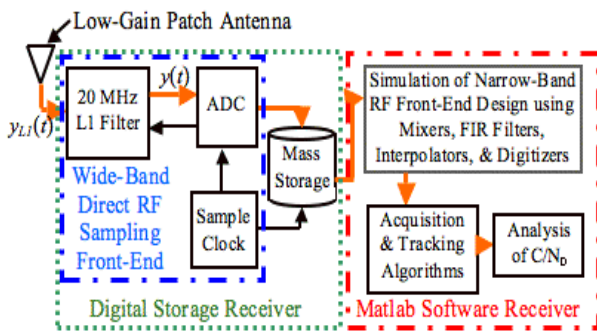 Low-Gain Patch Antenna
yL1(t)
20 MHz
L1 Filter
y(t)
ADC
Mass
Storage
Sample
Clock
Wide-Band
Direct RF
Sampling
Front-End
Digital Storage Receiver
Simulation of Narrow-Band
RF Front-End Design using
Mixers, FIR Filters,
Interpolators, & Digitizers
Acquisition
& Tracking
Algorithms
Analysis
of C/ND
Matlab Software Receiver